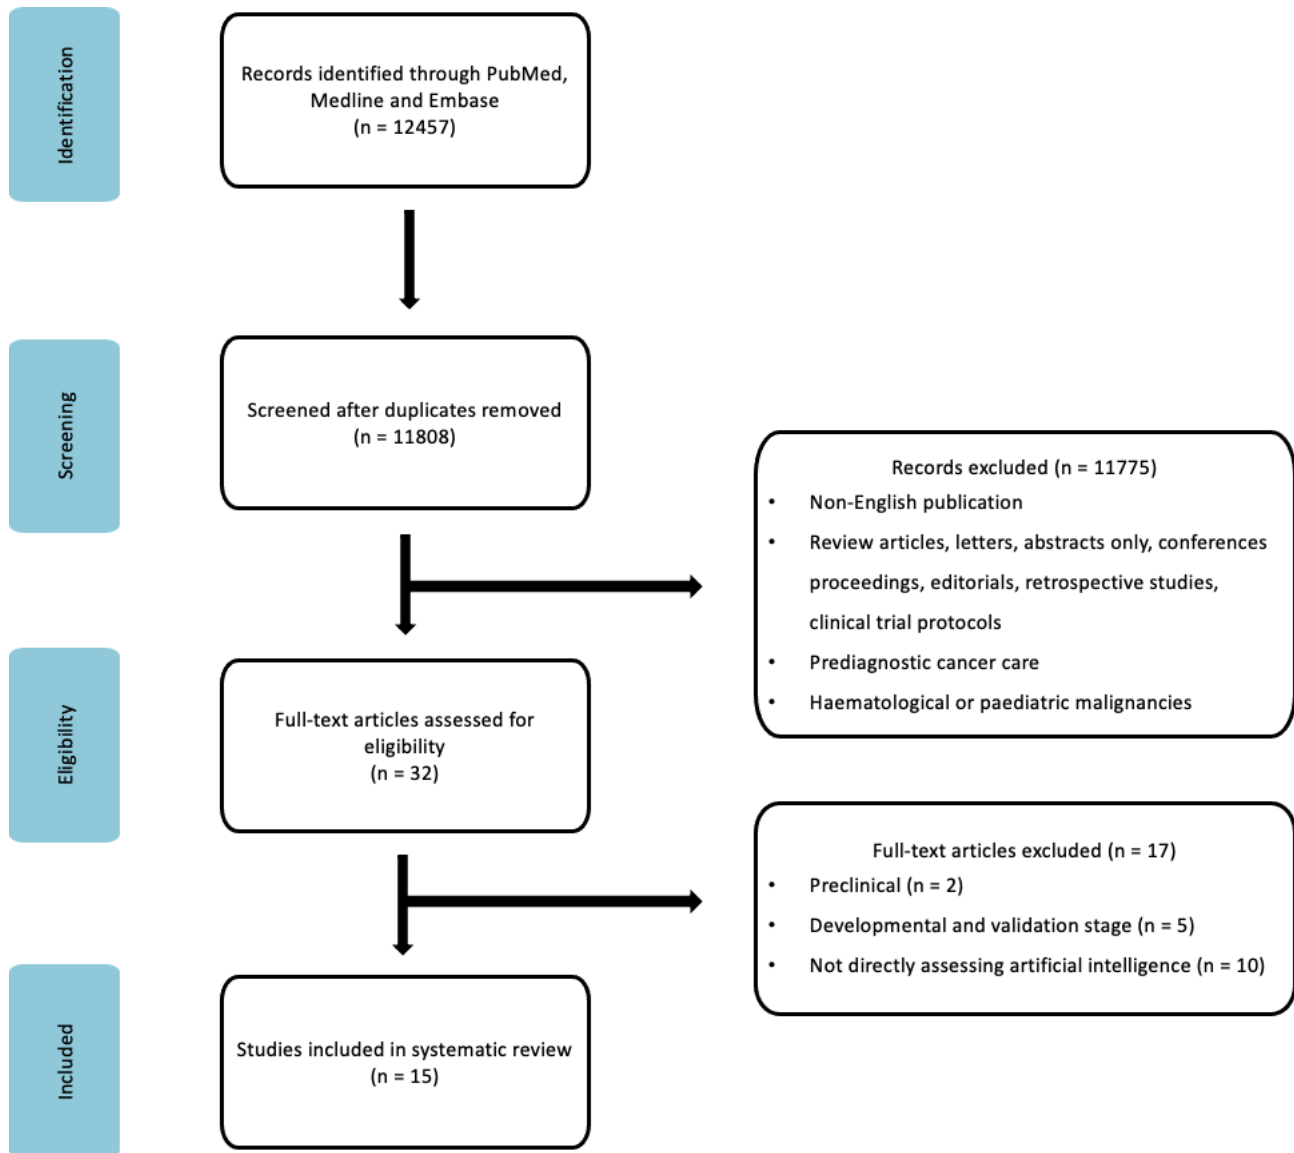 Identification
Records identified through PubMed,
Medline and Embase
(n = 12457)
Screening
Screened after duplicates removed
(n = 11808)
Records excluded (n = 11775)
• Non-English publication
• Review articles, letters, abstracts only, conferences
proceedings, editorials, retrospective studies,
clinical trial protocols
• Prediagnostic cancer care
• Haematological or paediatric malignancies
Eligibility
Full-text articles assessed for
eligibility
(n = 32)
Full-text articles excluded (n = 17)
• Preclinical (n = 2)
• Developmental and validation stage (n = 5)
• Not directly assessing artificial intelligence (n = 10)
Included
Studies included in systematic review
(n = 15)